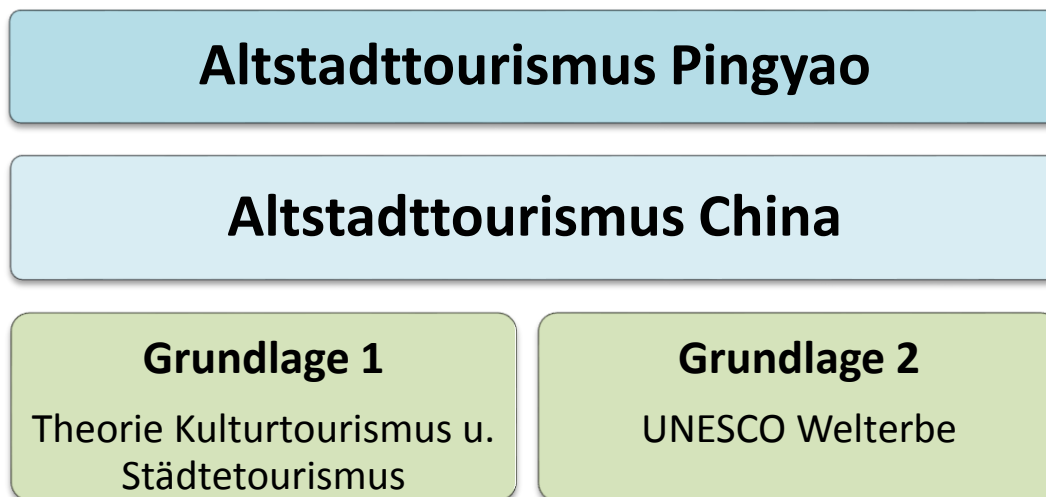 Altstadttourismus Pingyao
Altstadttourismus China
Grundlage 1
Theorie Kulturtourismus u.
Städtetourismus
Grundlage 2
UNESCO Welterbe